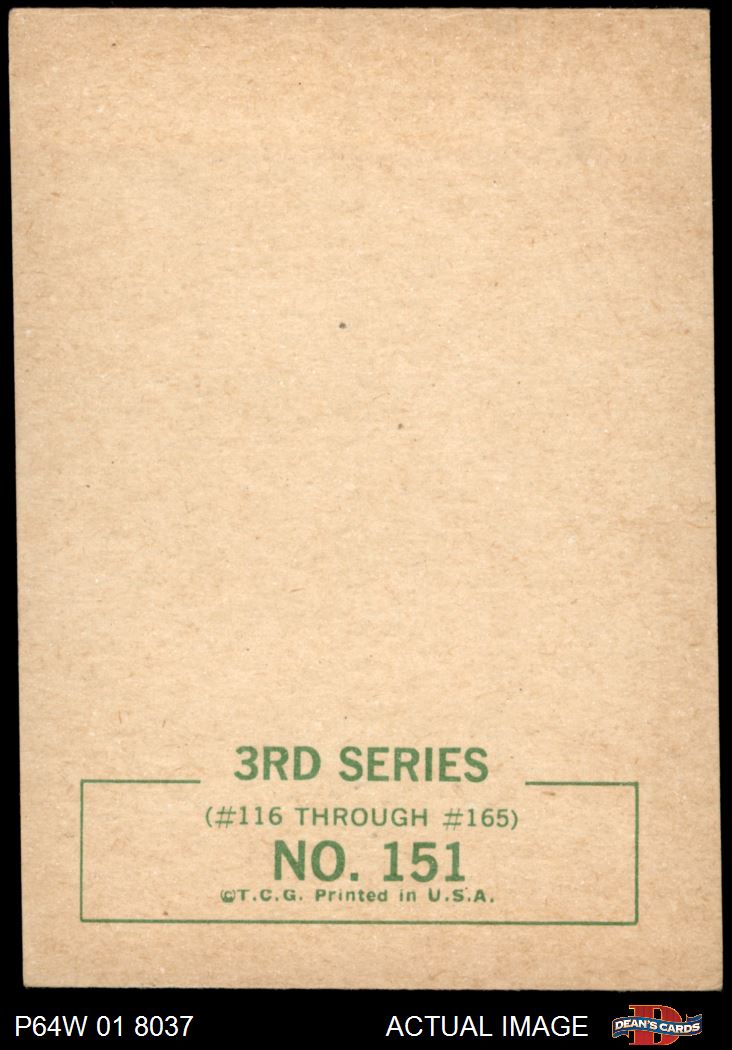 3RD SERIES
(#116 THROUGH #165)
NO. 151
©T.C.G. Printed in U.S.A.
P64W 01 8037
ACTUAL IMAGE
D
DEAN'S CARDS